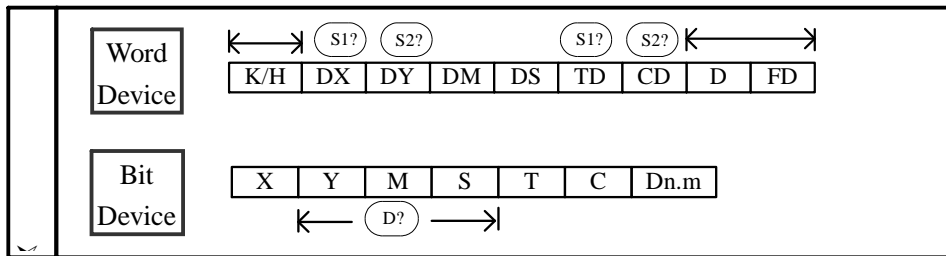 Word
Device
S1? S2? S1? S2?
K/H DX DY DM DS TD CD D FD
Bit
Device
X Y M S T C Dn.m
D?